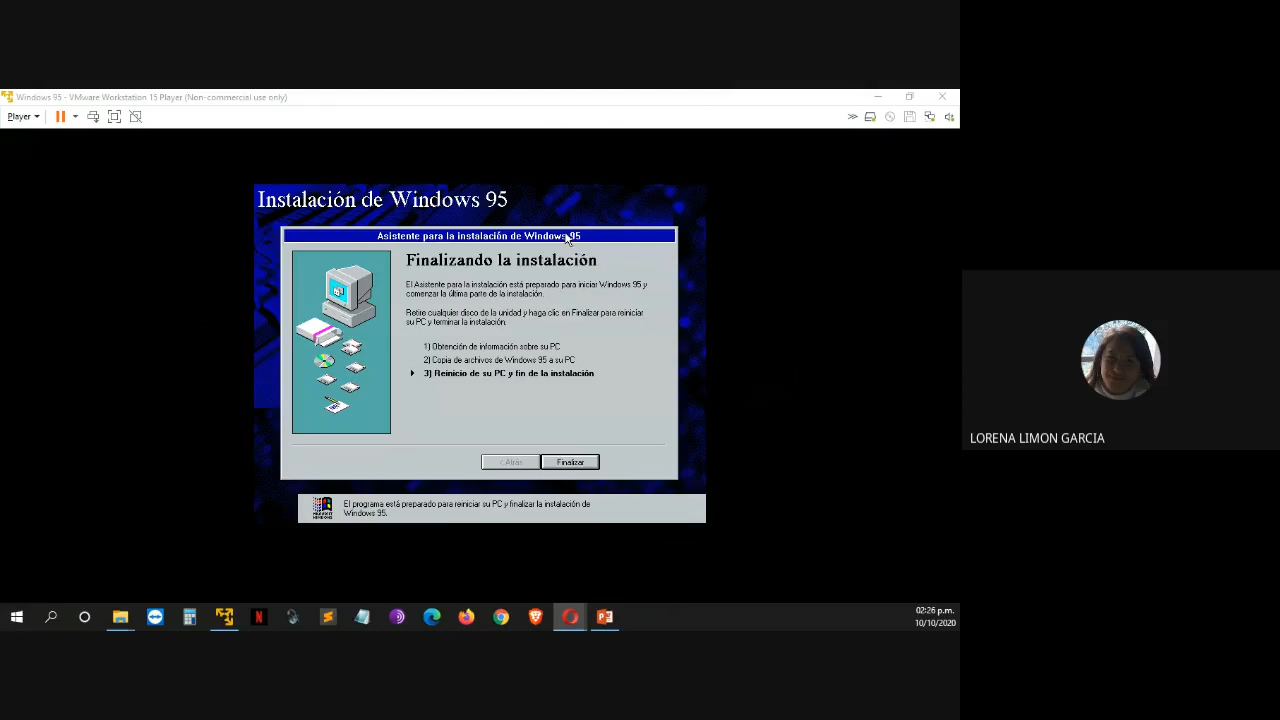 Windows 95 - VMware Workstation 15 Player (Non-commercial use only)
Player
Instalación de Windows 95
Asistente para la instalación de Windows 95
Finalizando la instalación
El Asistente para la instalación está preparado para iniciar Windows 95 y
comenzar la última parte de la instalación.
Retire cualquier disco de la unidad y haga clic en Finalizar para reiniciar
su PC y terminar la instalación.
1) Obtención de información sobre su PC
2) Copia de archivos de Windows 95 a su PC
3) Reinicio de su PC y fin de la instalación
< Atrás
Finalizar
El programa está preparado para reiniciar su PC y finalizar la instalación de
Windows 95.
LORENA LIMON GARCIA
02:26 p.m.
10/10/2020